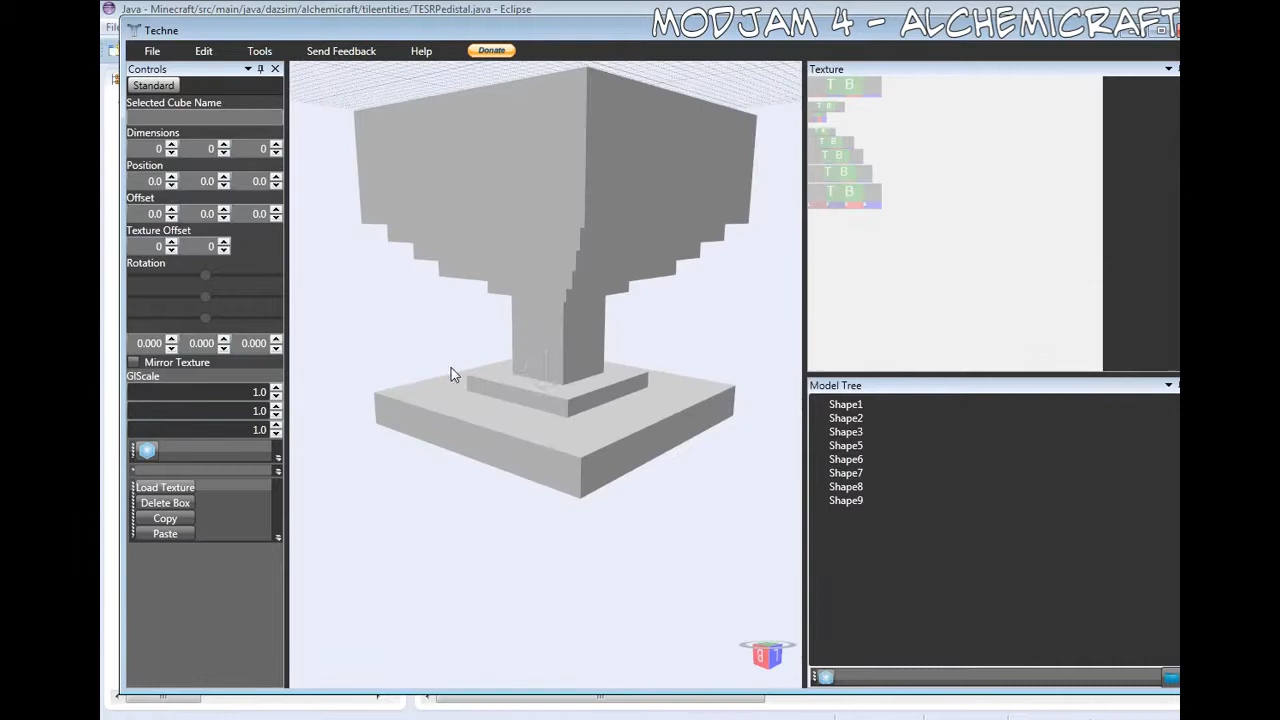 Java - Minecraft/src/main/java/dazsim/alchemicraft/tileentities/TESRPedistal.java - Eclipse
MODJAM 4 - ALCHEMICRAFT
Techne
File Edit Tools Send Feedback Help Donate
Controls
Standard
Selected Cube Name
Dimensions
0 0 0
Position
0.0 0.0 0.0
Offset
0.0 0.0 0.0
Texture Offset
0 0
Rotation
0.000 0.000 0.000
Mirror Texture
GlScale
1.0
1.0
1.0
Load Texture
Delete Box
Copy
Paste
Texture
T B
T B
T B
T B
T B
T B
Model Tree
Shape1
Shape2
Shape3
Shape5
Shape6
Shape7
Shape8
Shape9